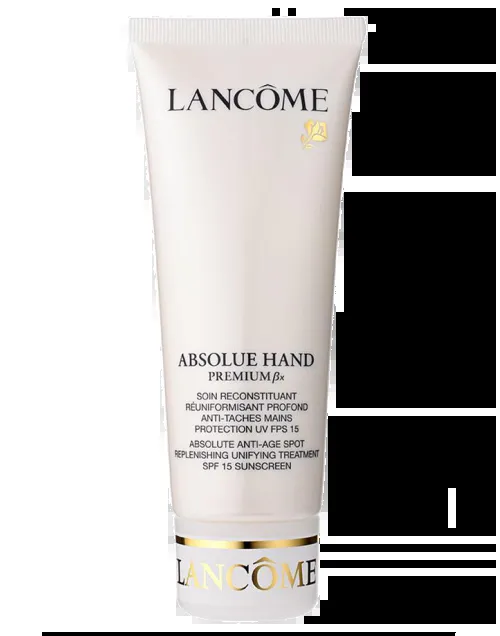 LANCÔME
ABSOLUE HAND
PREMIUM βx
SOIN RECONSTITUANT
RÉUNIFORMISANT PROFOND
ANTI-TACHES MAINS
PROTECTION UV FPS 15
ABSOLUTE ANTI-AGE SPOT
REPLENISHING UNIFYING TREATMENT
SPF 15 SUNSCREEN
LANCÔME